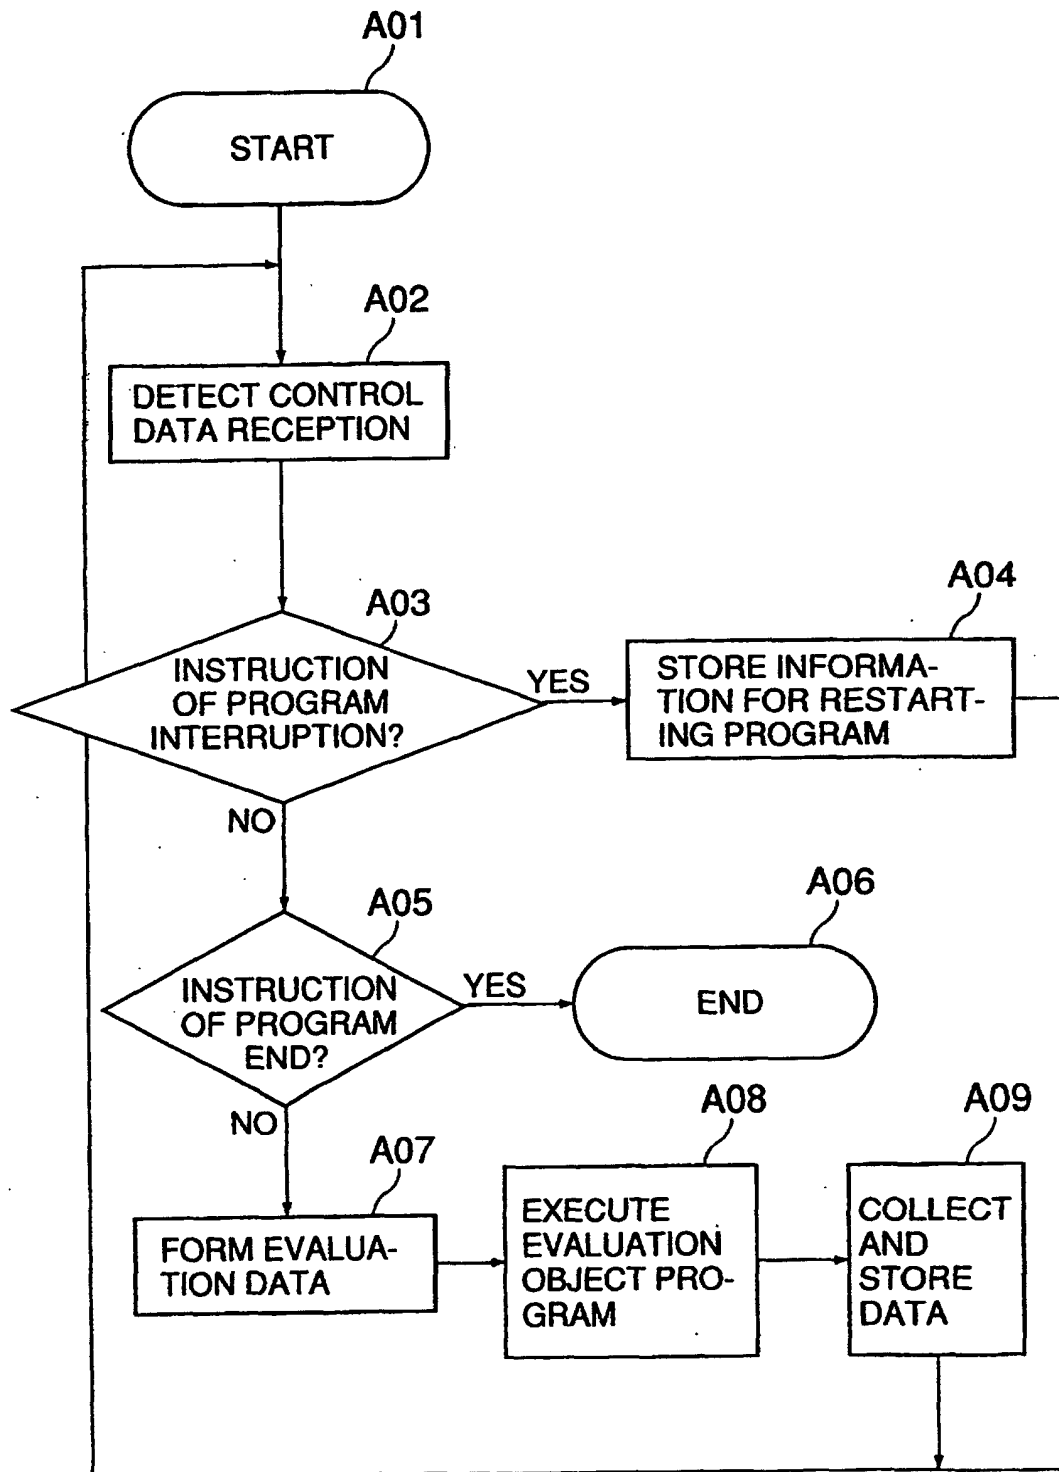 A01
START
A02
DETECT CONTROL
DATA RECEPTION
A03
INSTRUCTION
OF PROGRAM
INTERRUPTION?
YES
A04
STORE INFORMA-
TION FOR RESTART-
ING PROGRAM
NO
A05
INSTRUCTION
OF PROGRAM
END?
YES
A06
END
NO
A07
FORM EVALUA-
TION DATA
A08
EXECUTE
EVALUATION
OBJECT PRO-
GRAM
A09
COLLECT
AND
STORE
DATA